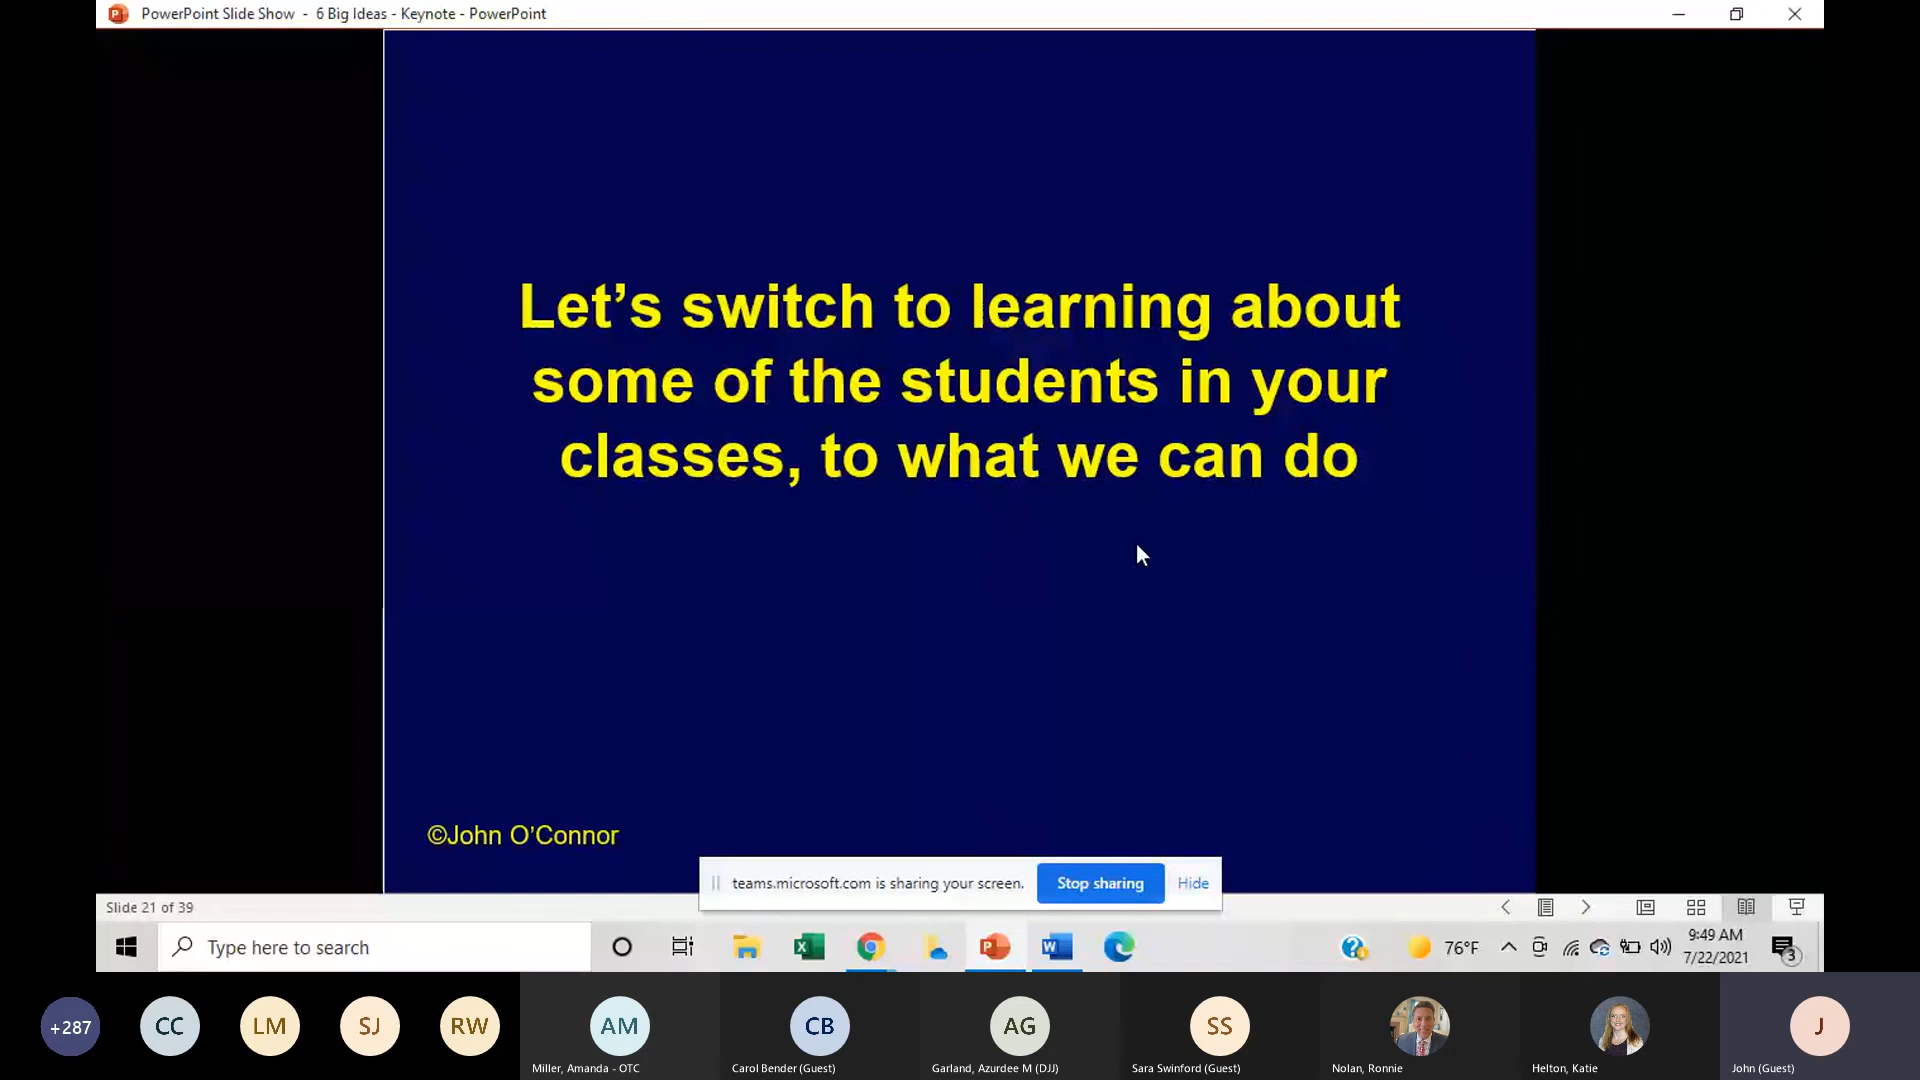 PowerPoint Slide Show - 6 Big Ideas - Keynote - PowerPoint
Let’s switch to learning about
some of the students in your
classes, to what we can do
©John O’Connor
teams.microsoft.com is sharing your screen.
Stop sharing
Hide
Slide 21 of 39
Type here to search
76°F
9:49 AM
7/22/2021
3
+287
CC
LM
SJ
RW
AM
CB
AG
SS
J
Miller, Amanda - OTC
Carol Bender (Guest)
Garland, Azurdee M (DJJ)
Sara Swinford (Guest)
Nolan, Ronnie
Helton, Katie
John (Guest)